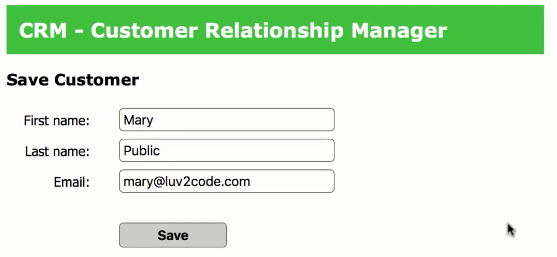 CRM - Customer Relationship Manager
Save Customer
First name: Mary
Last name: Public
Email: mary@luv2code.com
Save